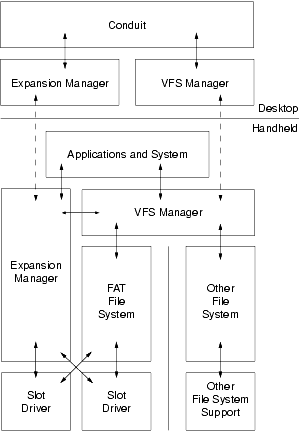 Conduit
Expansion Manager
VFS Manager
Desktop
Handheld
Applications and System
VFS Manager
Expansion
Manager
FAT
File
System
Other
File
System
Slot
Driver
Slot
Driver
Other
File System
Support